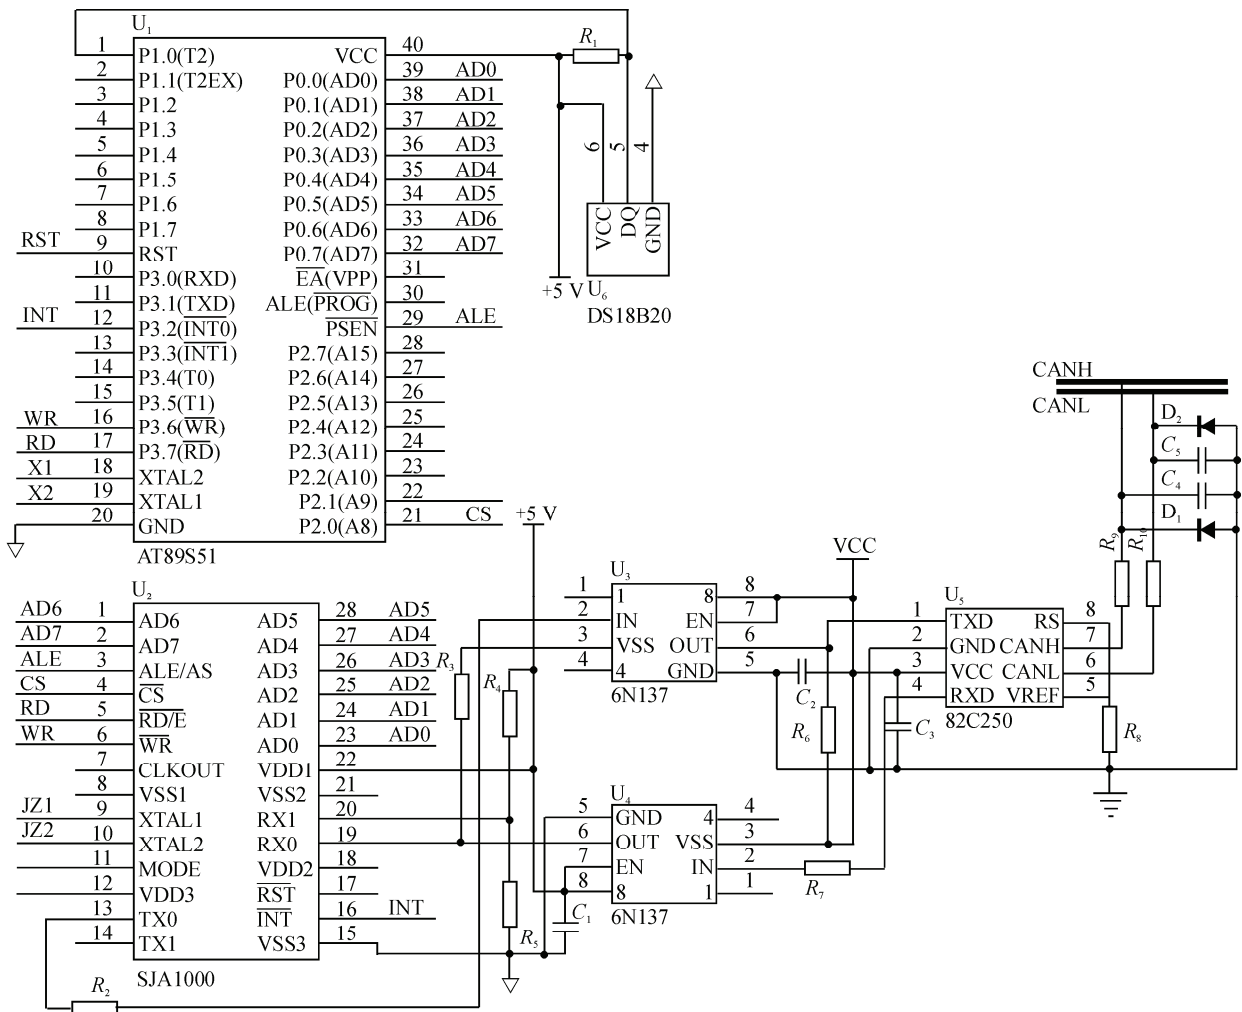 U1
1 P1.0(T2) VCC 40
2 P1.1(T2EX) P0.0(AD0) 39 AD0
3 P1.2 P0.1(AD1) 38 AD1
4 P1.3 P0.2(AD2) 37 AD2
5 P1.4 P0.3(AD3) 36 AD3
6 P1.5 P0.4(AD4) 35 AD4
7 P1.6 P0.5(AD5) 34 AD5
8 P1.7 P0.6(AD6) 33 AD6
RST 9 RST P0.7(AD7) 32 AD7
10 P3.0(RXD) EA(VPP) 31
11 P3.1(TXD) ALE(PROG) 30
INT 12 P3.2(INT0) PSEN 29 ALE
13 P3.3(INT1) P2.7(A15) 28
14 P3.4(T0) P2.6(A14) 27
15 P3.5(T1) P2.5(A13) 26
WR 16 P3.6(WR) P2.4(A12) 25
RD 17 P3.7(RD) P2.3(A11) 24
X1 18 XTAL2 P2.2(A10) 23
X2 19 XTAL1 P2.1(A9) 22
20 GND P2.0(A8) 21 CS
AT89S51
R1
6 5 4
VCC DQ GND
+5 V
U6
DS18B20
U2
AD6 1 AD6 AD5 28 AD5
AD7 2 AD7 AD4 27 AD4
ALE 3 ALE/AS AD3 26 AD3
CS 4 CS AD2 25 AD2
RD 5 RD/E AD1 24 AD1
WR 6 WR AD0 23 AD0
7 CLKOUT VDD1 22
8 VSS1 VSS2 21
JZ1 9 XTAL1 RX1 20
JZ2 10 XTAL2 RX0 19
11 MODE VDD2 18
12 VDD3 RST 17
13 TX0 INT 16 INT
14 TX1 VSS3 15
SJA1000
R2
R3
R4
R5
+5 V
C1
U3
1 1 8 8
2 IN EN 7
3 VSS OUT 6
4 4 GND 5
6N137
C2
R6
VCC
U4
5 GND 4 4
6 OUT VSS 3
7 EN IN 2
8 8 1 1
6N137
R7
C3
U5
1 TXD RS 8
2 GND CANH 7
3 VCC CANL 6
4 RXD VREF 5
82C250
R8
R9
R10
CANH
CANL
D2
C5
C4
D1